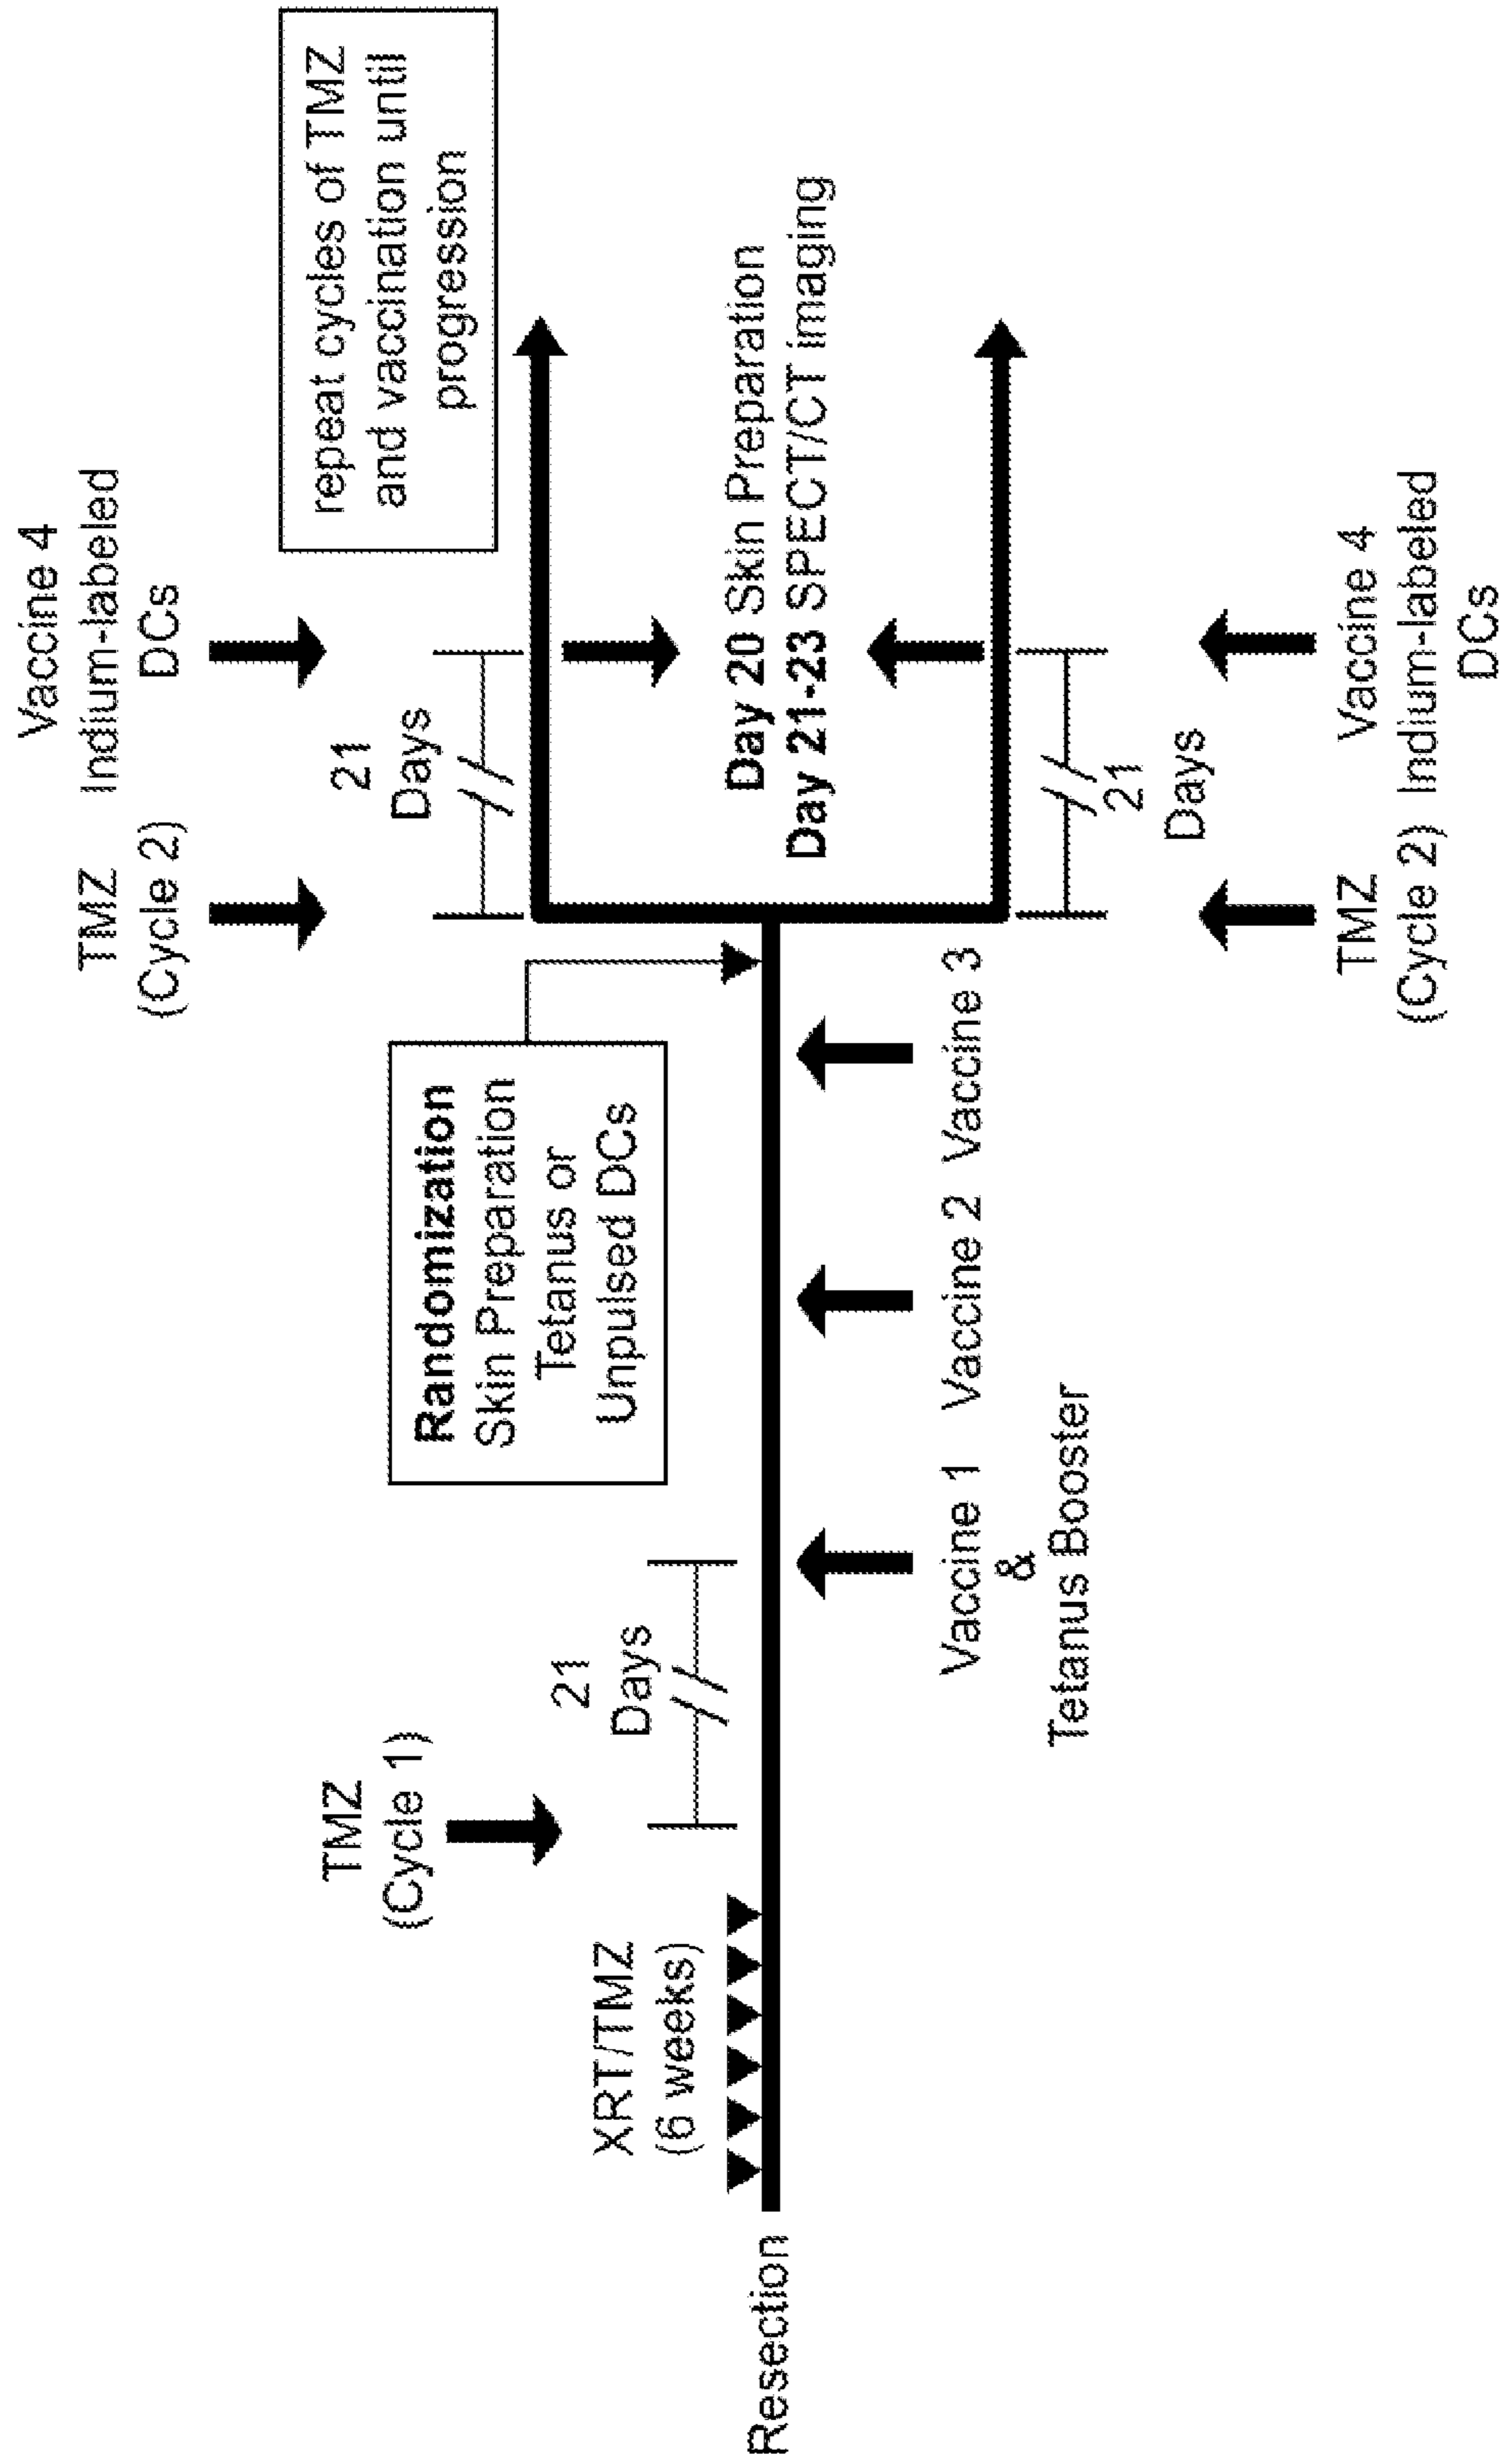 Resection
XRT/TMZ
(6 weeks)
TMZ
(Cycle 1)
21
Days
Vaccine 1
&
Tetanus Booster
Vaccine 2
Vaccine 3
Randomization
Skin Preparation
Tetanus or
Unpulsed DCs
TMZ
(Cycle 2)
Vaccine 4
Indium-labeled
DCs
21
Days
repeat cycles of TMZ
and vaccination until
progression
Day 20 Skin Preparation
Day 21-23 SPECT/CT imaging
21
Days
TMZ
(Cycle 2)
Vaccine 4
Indium-labeled
DCs